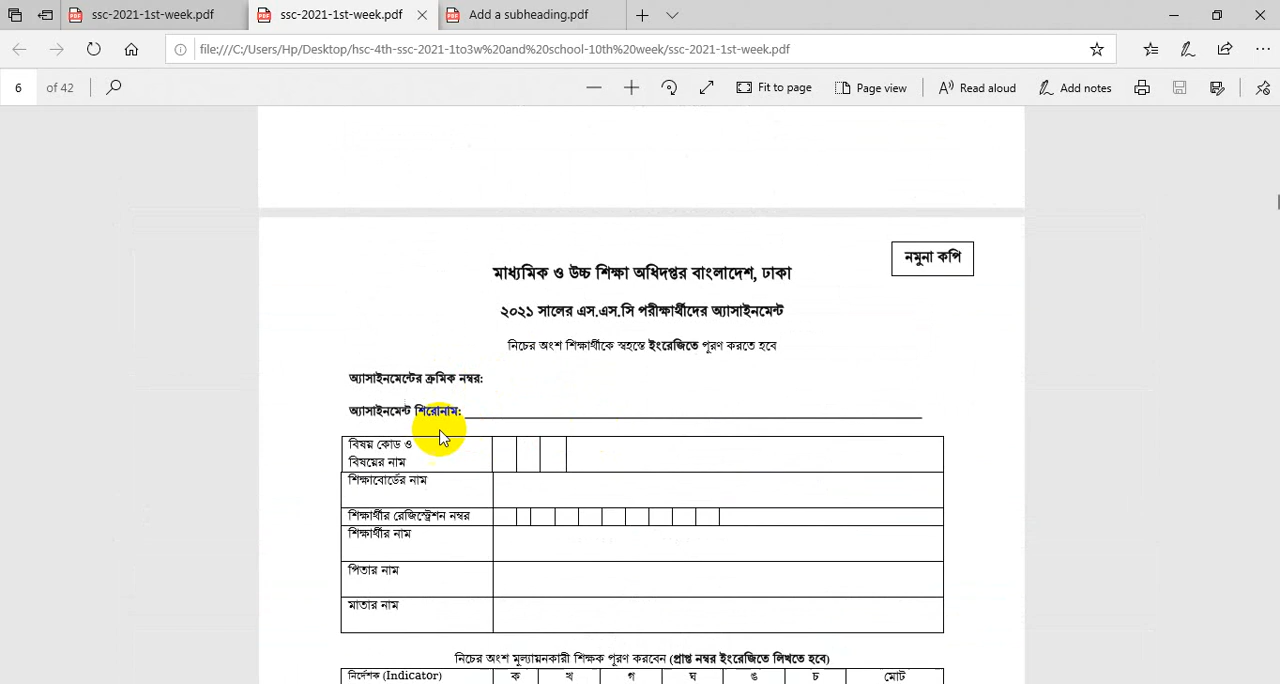 ssc-2021-1st-week.pdf
ssc-2021-1st-week.pdf
Add a subheading.pdf
file:///C:/Users/Hp/Desktop/hsc-4th-ssc-2021-1to3w%20and%20school-10th%20week/ssc-2021-1st-week.pdf
6 of 42
Fit to page
Page view
Read aloud
Add notes
নমুনা কপি
মাধ্যমিক ও উচ্চ শিক্ষা অধিদপ্তর বাংলাদেশ, ঢাকা
২০২১ সালের এস.এস.সি পরীক্ষার্থীদের অ্যাসাইনমেন্ট
নিচের অংশ শিক্ষার্থীকে স্বহস্তে ইংরেজিতে পূরণ করতে হবে
অ্যাসাইনমেন্টের ক্রমিক নম্বর:
অ্যাসাইনমেন্ট শিরোনাম:
বিষয় কোড ও
বিষয়ের নাম
শিক্ষাবোর্ডের নাম
শিক্ষার্থীর রেজিস্ট্রেশন নম্বর
শিক্ষার্থীর নাম
পিতার নাম
মাতার নাম
নিচের অংশ মূল্যায়নকারী শিক্ষক পূরণ করবেন (প্রাপ্ত নম্বর ইংরেজিতে লিখতে হবে)
নির্দেশক (Indicator) ক খ গ ঘ ঙ চ মোট